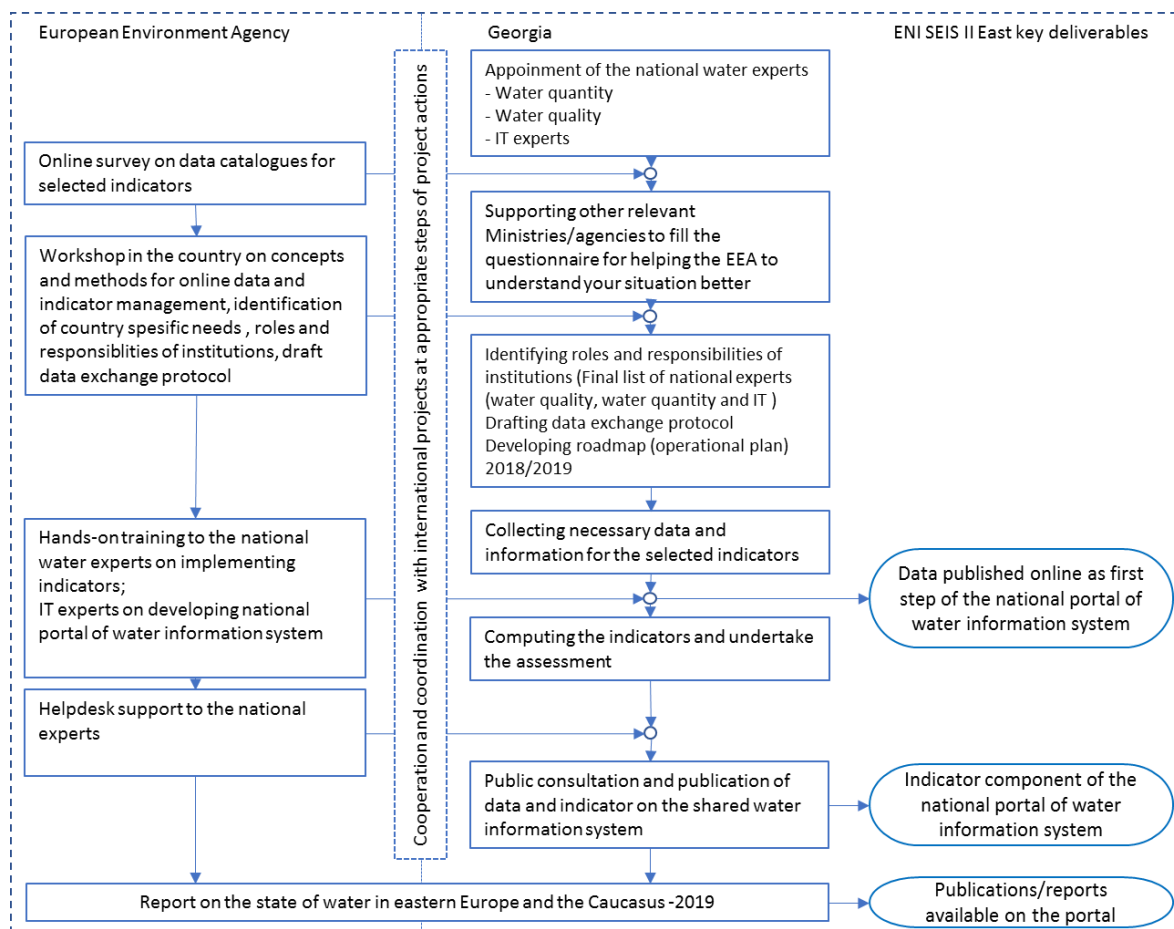 European Environment Agency
Georgia
ENI SEIS II East key deliverables
Cooperation and coordination with international projects at appropriate steps of project actions
Appoinment of the national water experts
- Water quantity
- Water quality
- IT experts
Online survey on data catalogues for
selected indicators
Supporting other relevant
Ministries/agencies to fill the
questionnaire for helping the EEA to
understand your situation better
Workshop in the country on concepts
and methods for online data and
indicator management, identification
of country spesific needs , roles and
responsiblities of institutions, draft
data exchange protocol
Identifying roles and responsibilities of
institutions (Final list of national experts
(water quality, water quantity and IT )
Drafting data exchange protocol
Developing roadmap (operational plan)
2018/2019
Collecting necessary data and
information for the selected indicators
Hands-on training to the national
water experts on implementing
indicators;
IT experts on developing national
portal of water information system
Data published online as first
step of the national portal of
water information system
Computing the indicators and undertake
the assessment
Helpdesk support to the national
experts
Public consultation and publication of
data and indicator on the shared water
information system
Indicator component of the
national portal of water
information system
Report on the state of water in eastern Europe and the Caucasus -2019
Publications/reports
available on the portal